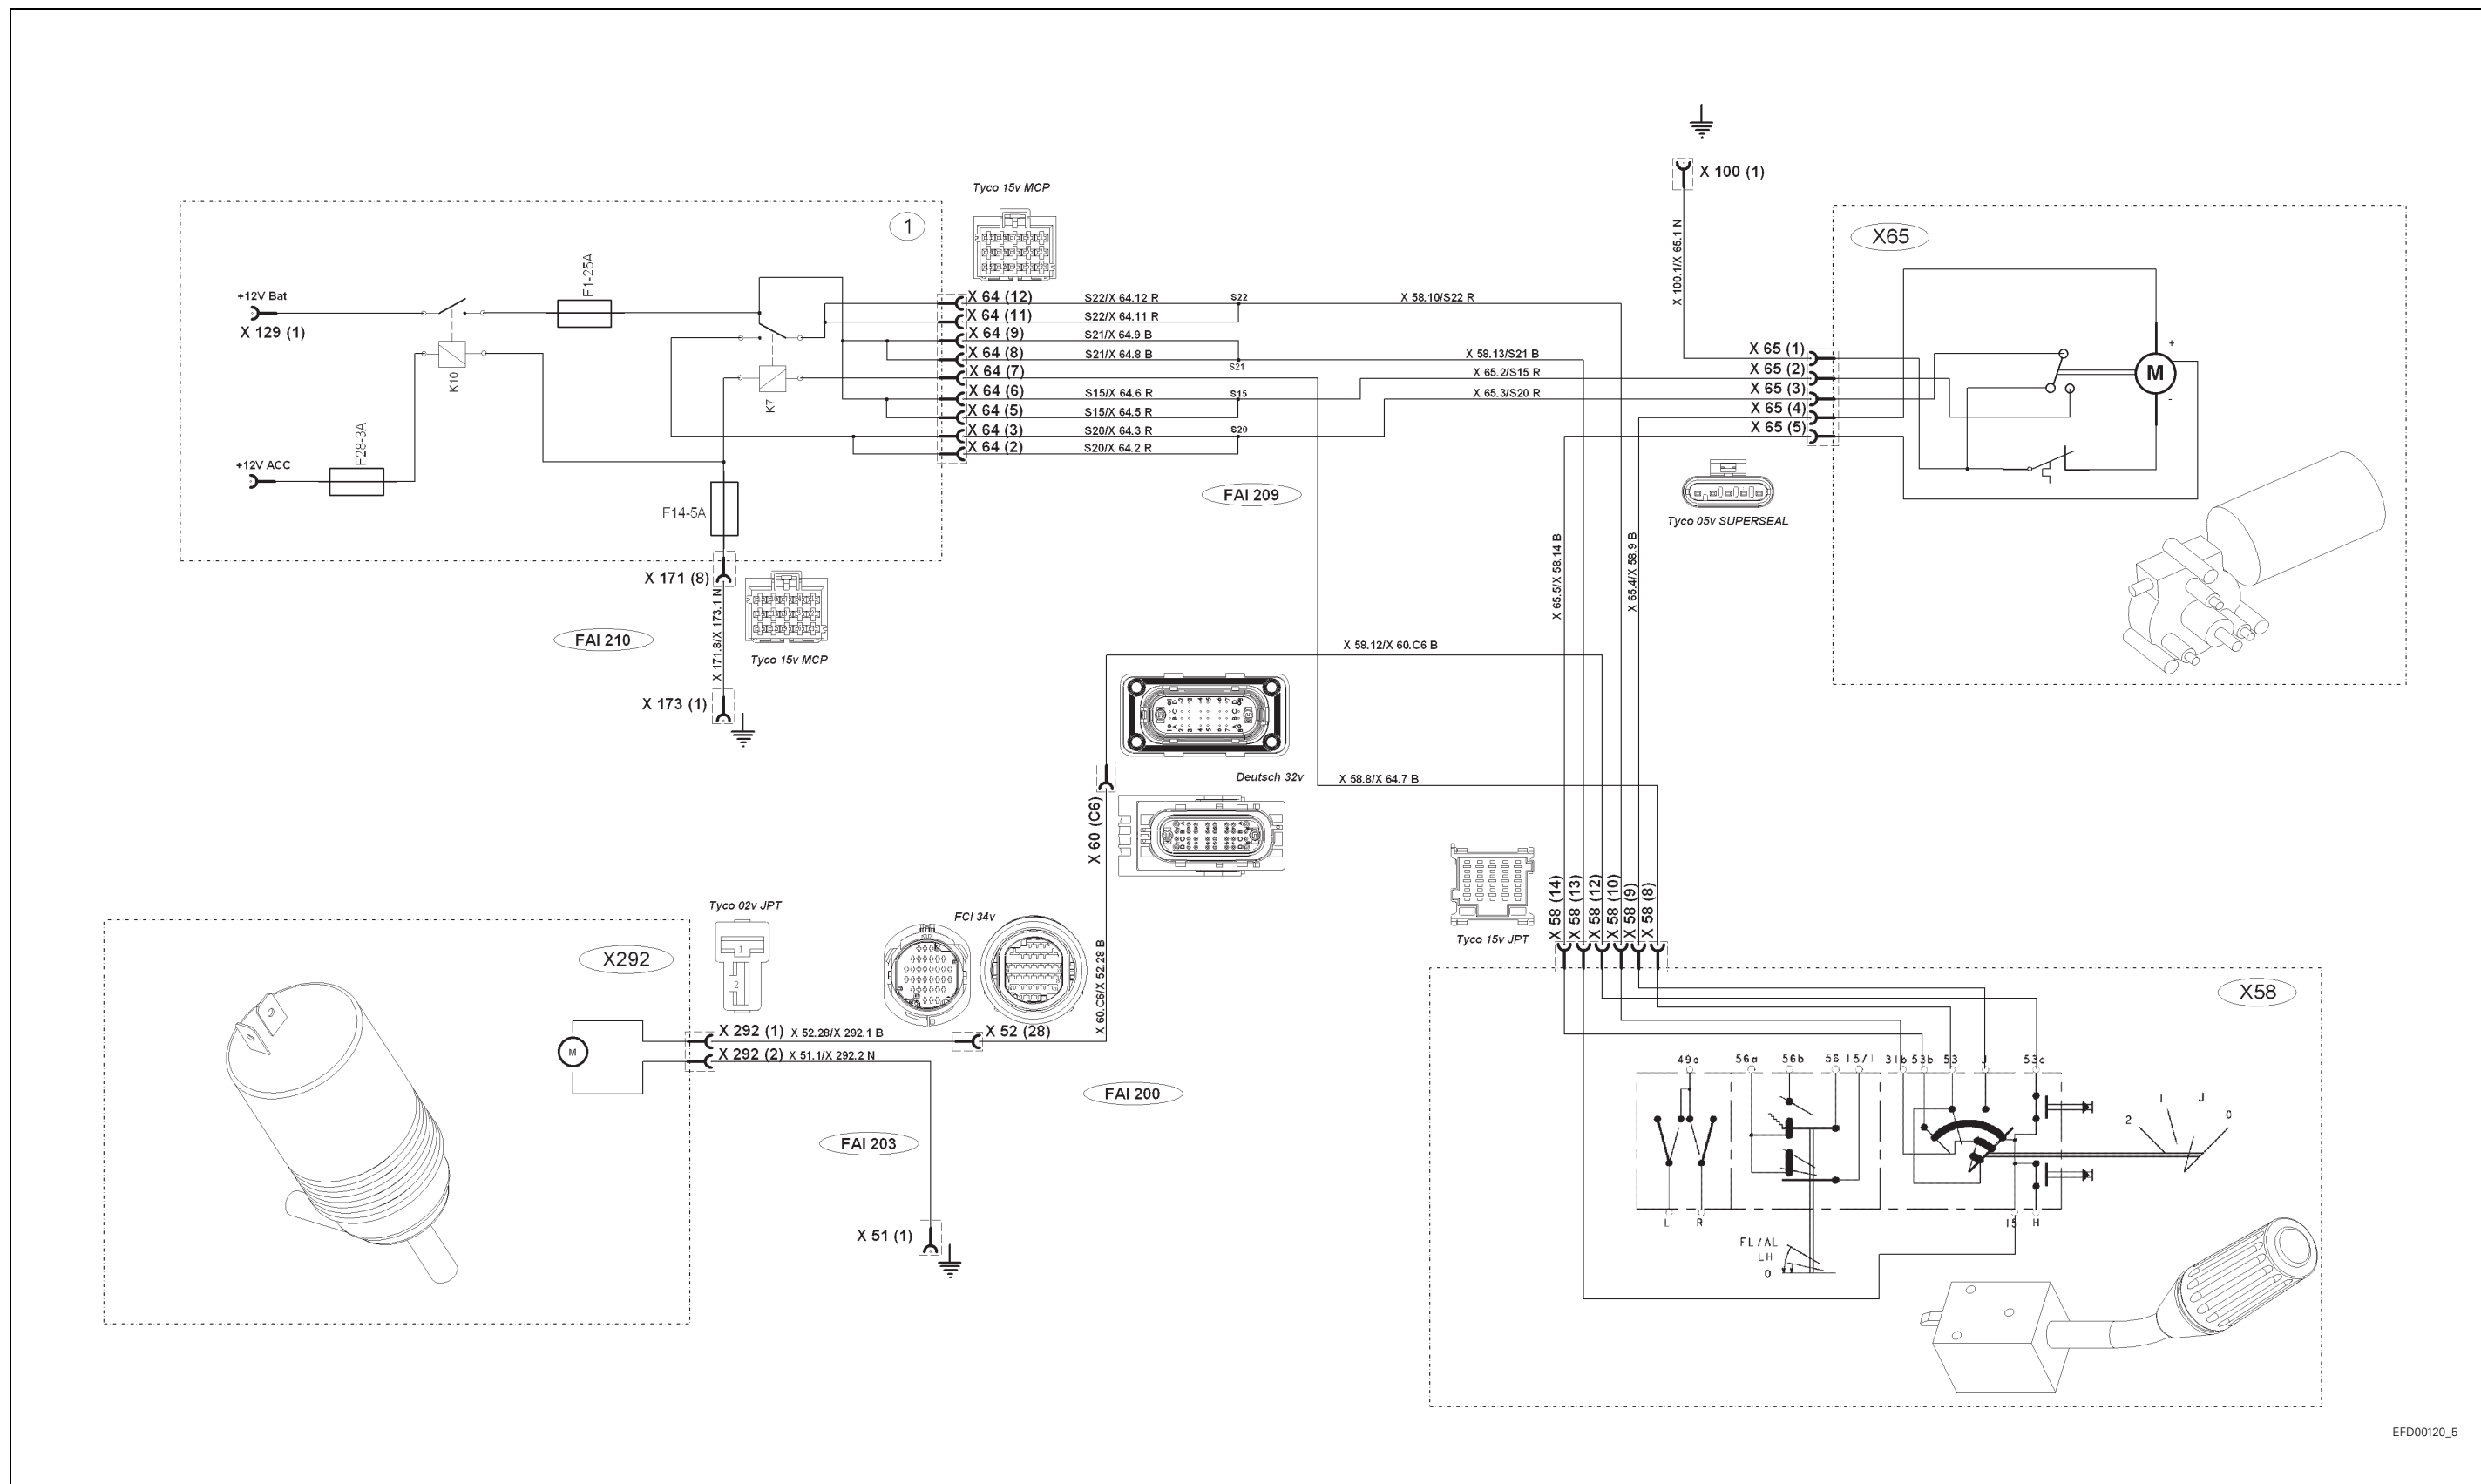 Tyco 15v MCP
X 100 (1)
1
X65
+12V Bat
X 129 (1)
F1-25A
K10
K7
F28-3A
+12V ACC
F14-5A
X 64 (12)
X 64 (11)
X 64 (9)
X 64 (8)
X 64 (7)
X 64 (6)
X 64 (5)
X 64 (3)
X 64 (2)
S22/X 64.12 R
S22/X 64.11 R
S21/X 64.9 B
S21/X 64.8 B
S15/X 64.6 R
S15/X 64.5 R
S20/X 64.3 R
S20/X 64.2 R
S22
S21
S15
S20
X 58.10/S22 R
X 58.13/S21 B
X 65.2/S15 R
X 65.3/S20 R
X 100.1/X 65.1 N
X 65 (1)
X 65 (2)
X 65 (3)
X 65 (4)
X 65 (5)
M
+
-
FAI 209
Tyco 05v SUPERSEAL
X 65.5/X 58.14 B
X 65.4/X 58.9 B
X 171 (8)
X 171.8/X 173.1 N
FAI 210
Tyco 15v MCP
X 173 (1)
X 58.12/X 60.C6 B
Deutsch 32v
X 58.8/X 64.7 B
X 60 (C6)
X 60.C6/X 52.28 B
Tyco 15v JPT
X 58 (14)
X 58 (13)
X 58 (12)
X 58 (10)
X 58 (9)
X 58 (8)
Tyco 02v JPT
1
2
FCI 34v
X292
X58
M
X 292 (1)
X 52.28/X 292.1 B
X 52 (28)
X 292 (2)
X 51.1/X 292.2 N
FAI 200
FAI 203
X 51 (1)
49a
56a
56b
56
15/1
31b
53b
53
J
53c
2
I
J
0
L
R
15
H
FL/AL
LH
0
EFD00120_5